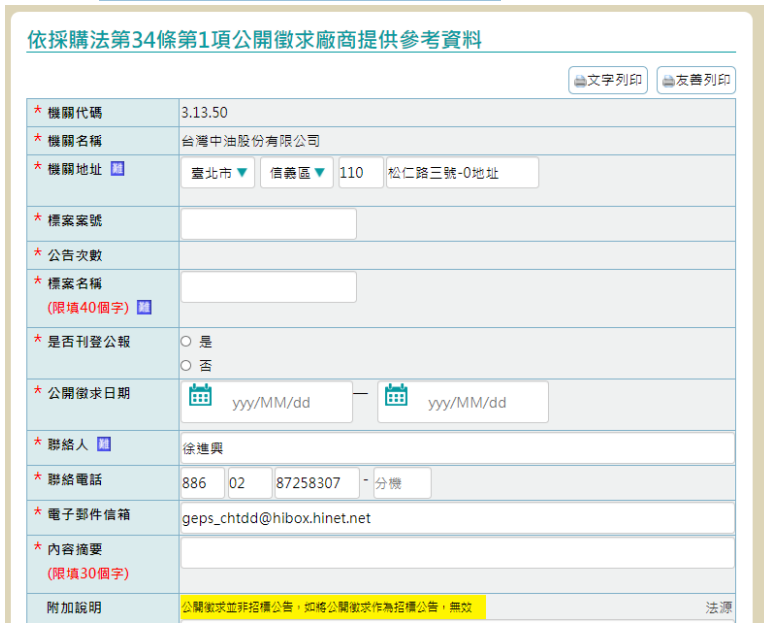 依採購法第34條第1項公開徵求廠商提供參考資料
文字列印 友善列印
* 機關代碼 3.13.50
* 機關名稱 台灣中油股份有限公司
* 機關地址 難 臺北市▼ 信義區▼ 110 松仁路三號-0地址
* 標案案號
* 公告次數
* 標案名稱
(限填40個字) 難
* 是否刊登公報 是
否
* 公開徵求日期 yyy/MM/dd — yyy/MM/dd
* 聯絡人 難 徐進興
* 聯絡電話 886 02 87258307 - 分機
* 電子郵件信箱 geps_chtdd@hibox.hinet.net
* 內容摘要
(限填30個字)
附加說明 公開徵求並非招標公告，如將公開徵求作為招標公告，無效 法源